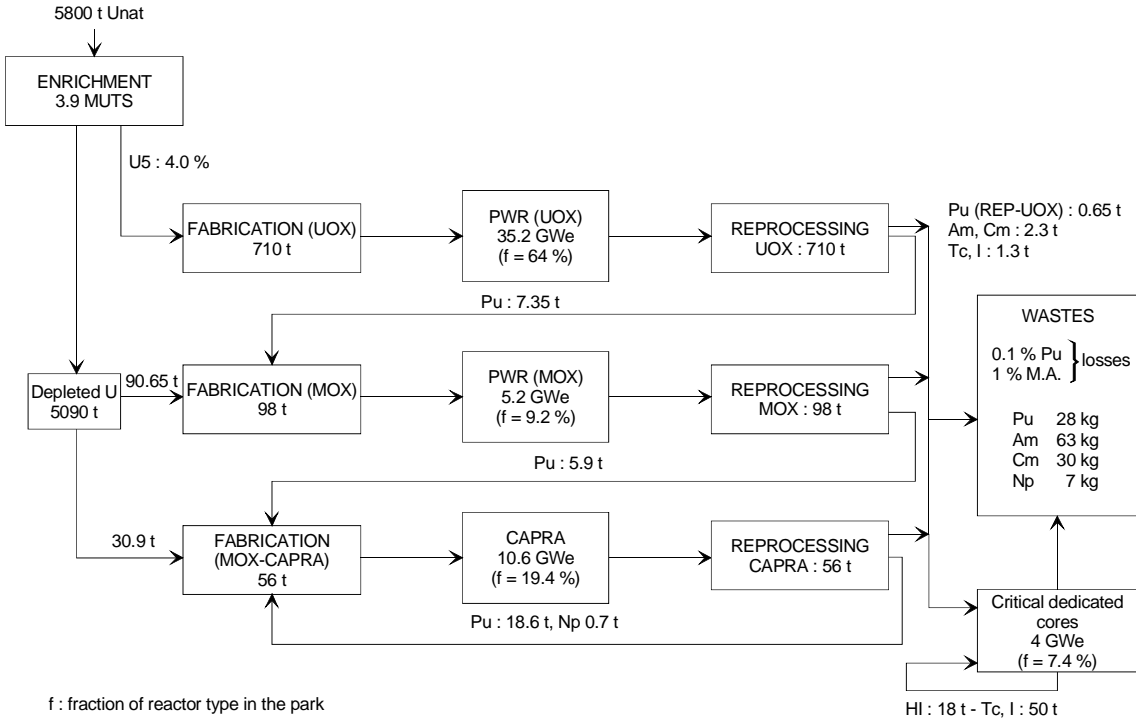 5800 t Unat
ENRICHMENT
3.9 MUTS
U5 : 4.0 %
FABRICATION (UOX)
710 t
PWR (UOX)
35.2 GWe
(f = 64 %)
REPROCESSING
UOX : 710 t
Pu (REP-UOX) : 0.65 t
Am, Cm : 2.3 t
Tc, I : 1.3 t
Pu : 7.35 t
Depleted U
5090 t
90.65 t
FABRICATION (MOX)
98 t
PWR (MOX)
5.2 GWe
(f = 9.2 %)
REPROCESSING
MOX : 98 t
WASTES
0.1 % Pu
1 % M.A.
losses
Pu 28 kg
Am 63 kg
Cm 30 kg
Np 7 kg
Pu : 5.9 t
30.9 t
FABRICATION
(MOX-CAPRA)
56 t
CAPRA
10.6 GWe
(f = 19.4 %)
REPROCESSING
CAPRA : 56 t
Pu : 18.6 t, Np 0.7 t
Critical dedicated
cores
4 GWe
(f = 7.4 %)
HI : 18 t - Tc, I : 50 t
f : fraction of reactor type in the park